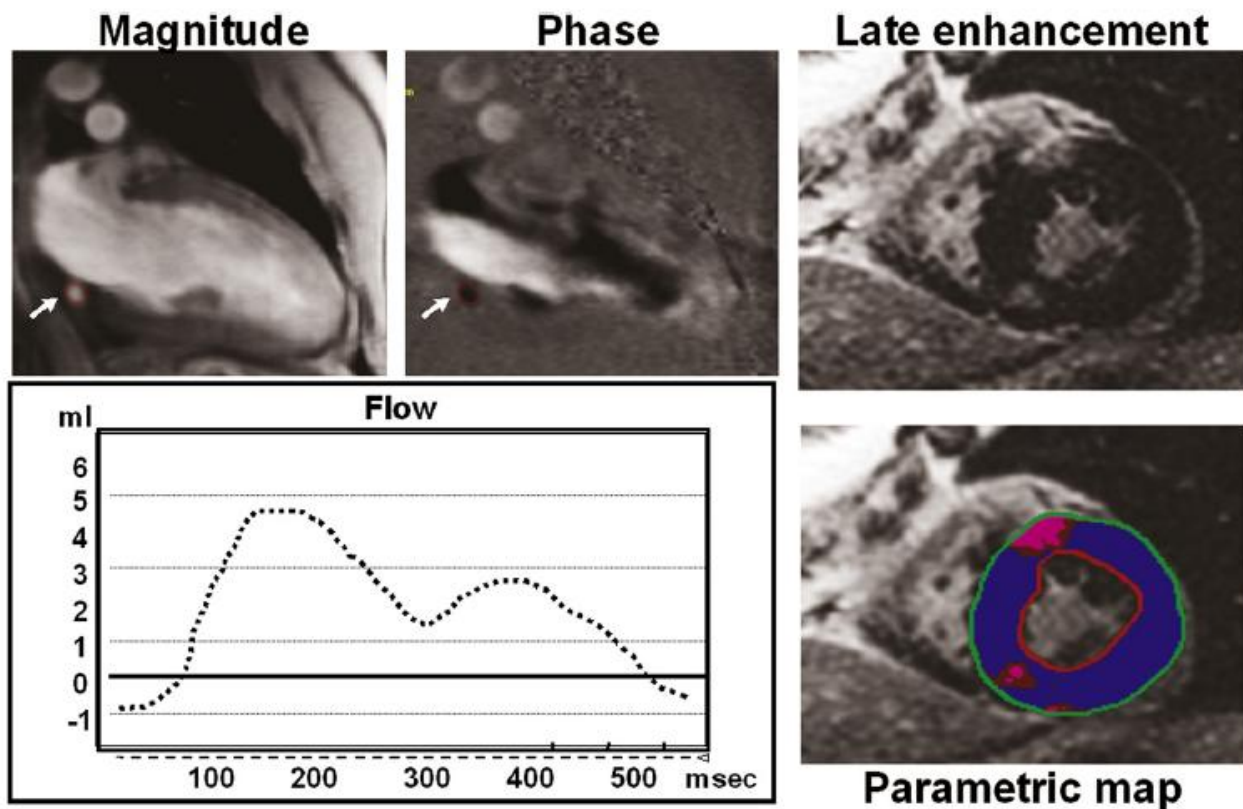 Magnitude
Phase
Late enhancement
m
Flow
ml
6
5
4
3
2
1
0
-1
100 200 300 400 500 msec
Parametric map